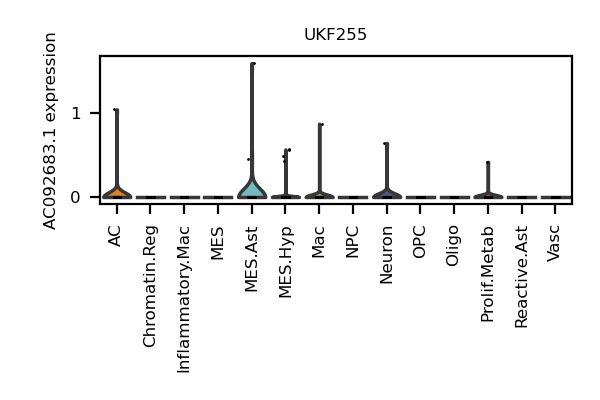 UKF255
AC092683.1 expression
1
0
AC
Chromatin.Reg
Inflammatory.Mac
MES
MES.Ast
MES.Hyp
Mac
NPC
Neuron
OPC
Oligo
Prolif.Metab
Reactive.Ast
Vasc